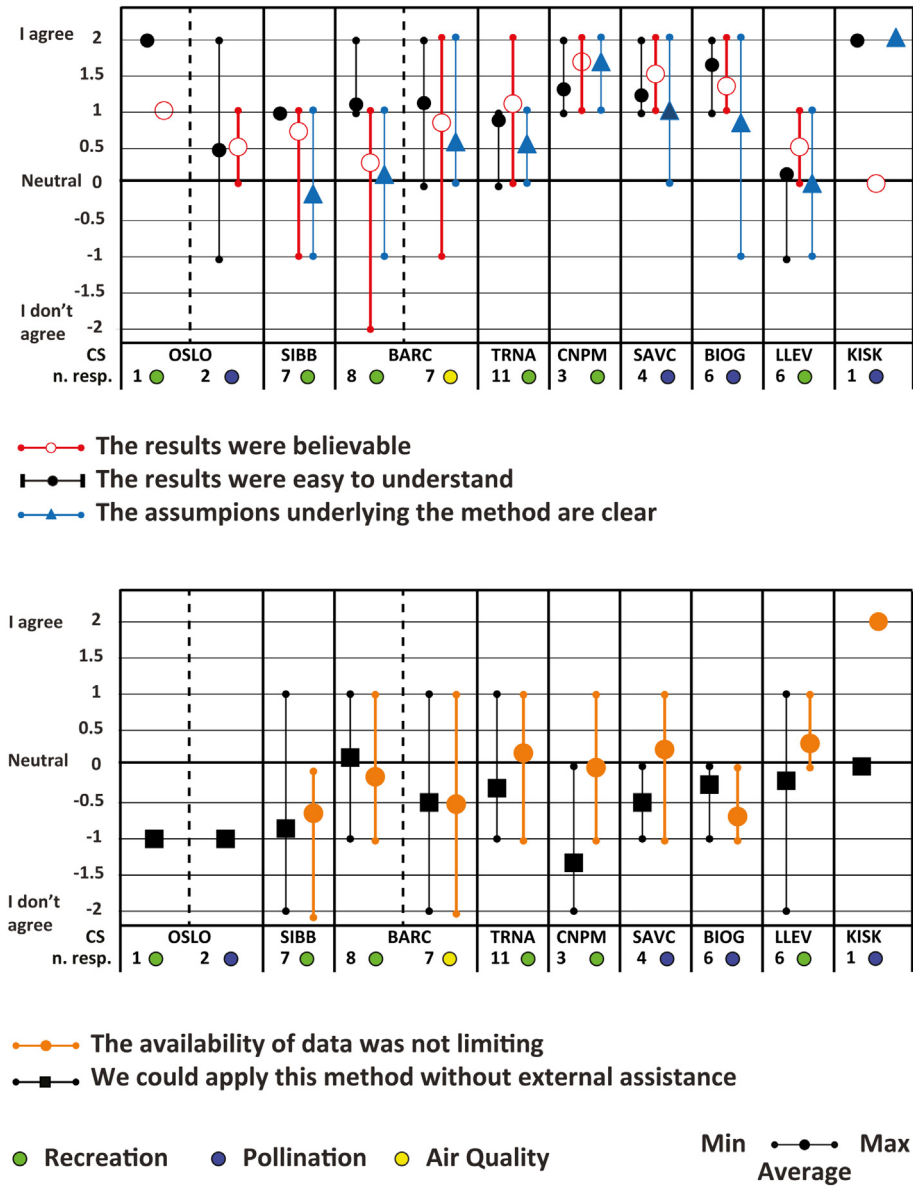 I agree
2
1.5
1
0.5
Neutral
0
-0.5
-1
-1.5
I don't
agree
-2
CS OSLO SIBB BARC TRNA CNPM SAVC BIOG LLEV KISK
n. resp. 1 2 7 8 7 11 3 4 6 6 1
The results were believable
The results were easy to understand
The assumpions underlying the method are clear
I agree
2
1.5
1
0.5
Neutral
0
-0.5
-1
-1.5
I don't
agree
-2
CS OSLO SIBB BARC TRNA CNPM SAVC BIOG LLEV KISK
n. resp. 1 2 7 8 7 11 3 4 6 6 1
The availability of data was not limiting
We could apply this method without external assistance
Recreation Pollination Air Quality Min Max
Average